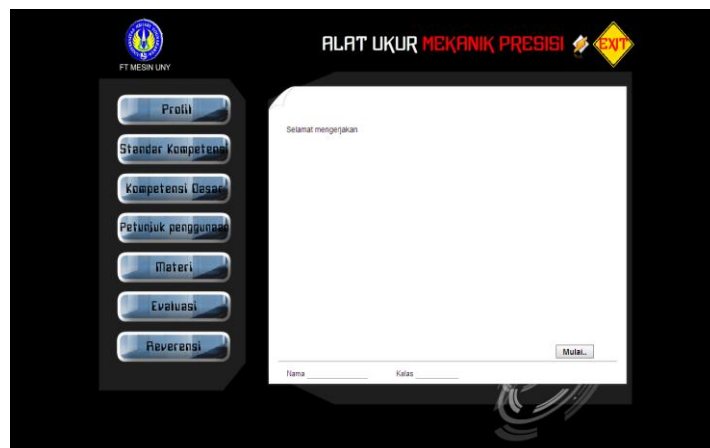 FT MESIN UNY
ALAT UKUR MEKANIK PRESISI
EXIT
Profil
Standar Kompetensi
Kompetensi Dasar
Petunjuk penggunaan
Materi
Evaluasi
Reverensi
Selamat mengerjakan
Mulai..
Nama
Kelas